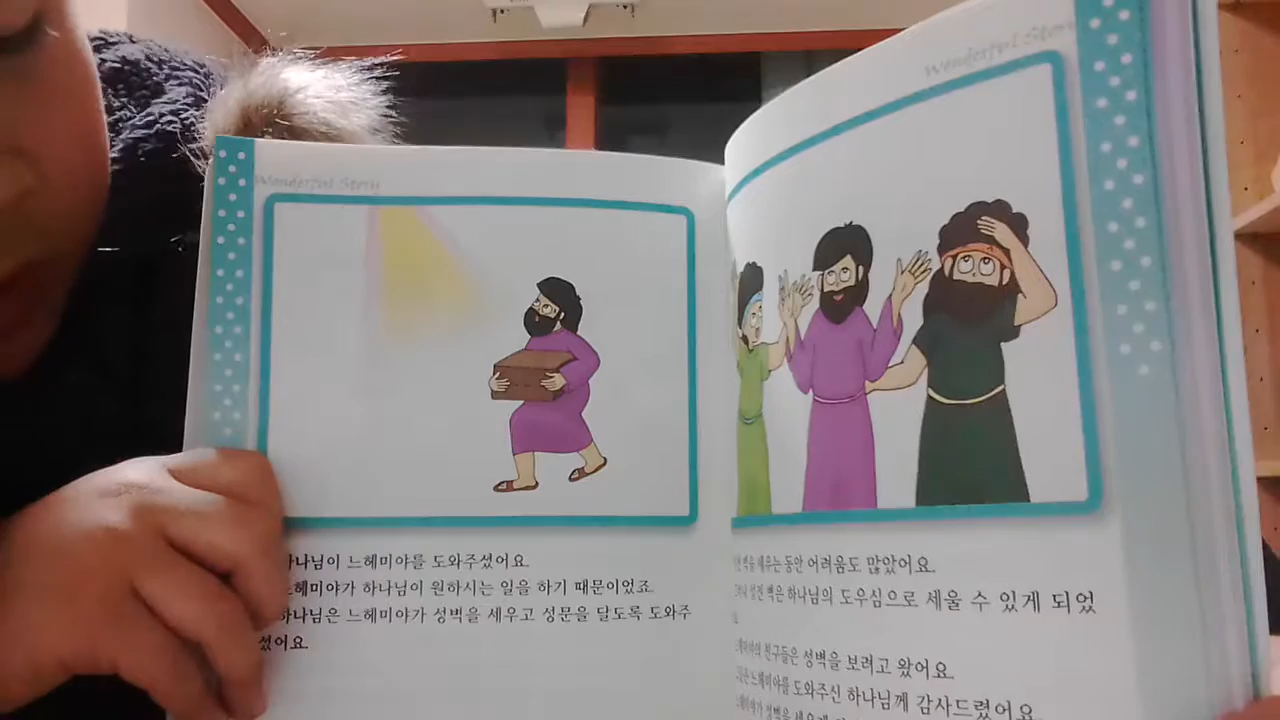 Wonderful Story
하나님이 느헤미야를 도와주셨어요.
느헤미야가 하나님이 원하시는 일을 하기 때문이었죠.
하나님은 느헤미야가 성벽을 세우고 성문을 달도록 도와주
셨어요.
Wonderful Story
벽을 세우는 동안 어려움도 많았어요.
벽은 하나님의 도우심으로 세울 수 있게 되었
친구들은 성벽을 보려고 왔어요.
느헤미야를 도와주신 하나님께 감사드렸어요.
성벽을